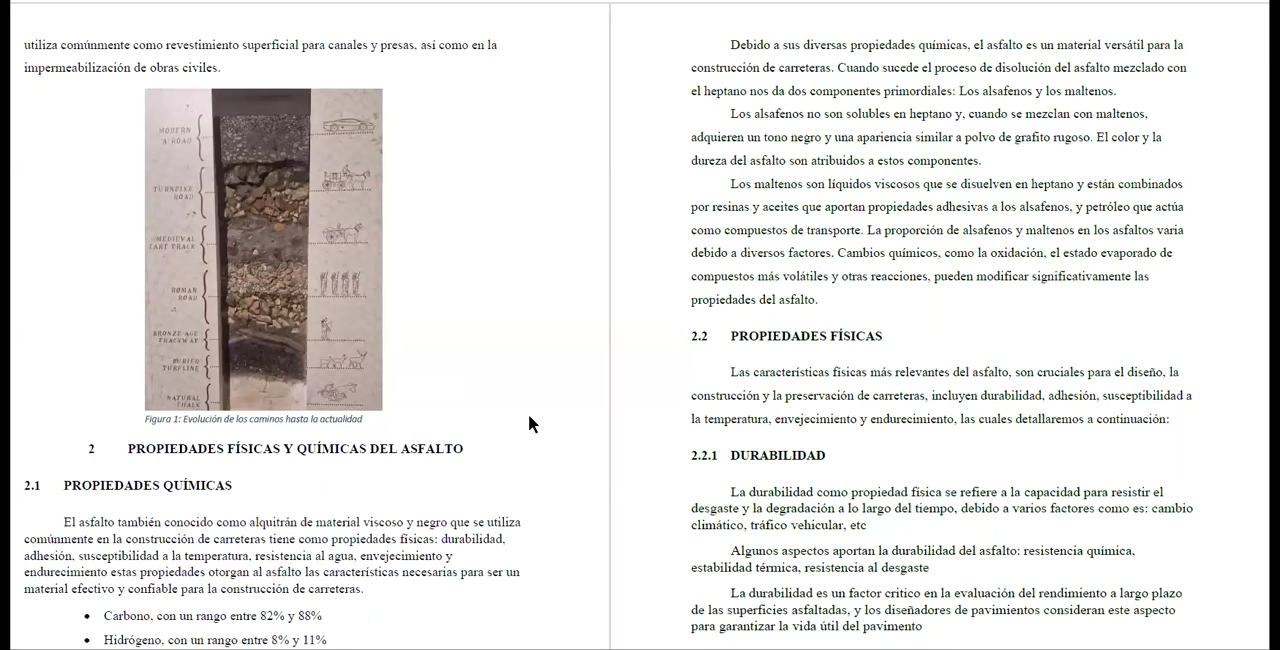 utiliza comúnmente como revestimiento superficial para canales y presas, así como en la
impermeabilización de obras civiles.
MODERN
A ROAD
TURNPIKE
ROAD
MEDIEVAL
CART TRACK
ROMAN
ROAD
BRONZE AGE
TRACKWAY
BURIED
TURFLINE
NATURAL
CHALK
Figura 1: Evolución de los caminos hasta la actualidad
2 PROPIEDADES FÍSICAS Y QUÍMICAS DEL ASFALTO
2.1 PROPIEDADES QUÍMICAS
El asfalto también conocido como alquitrán de material viscoso y negro que se utiliza
comúnmente en la construcción de carreteras tiene como propiedades físicas: durabilidad,
adhesión, susceptibilidad a la temperatura, resistencia al agua, envejecimiento y
endurecimiento estas propiedades otorgan al asfalto las características necesarias para ser un
material efectivo y confiable para la construcción de carreteras.
• Carbono, con un rango entre 82% y 88%
• Hidrógeno, con un rango entre 8% y 11%
Debido a sus diversas propiedades químicas, el asfalto es un material versátil para la
construcción de carreteras. Cuando sucede el proceso de disolución del asfalto mezclado con
el heptano nos da dos componentes primordiales: Los alsafenos y los maltenos.
Los alsafenos no son solubles en heptano y, cuando se mezclan con maltenos,
adquieren un tono negro y una apariencia similar a polvo de grafito rugoso. El color y la
dureza del asfalto son atribuidos a estos componentes.
Los maltenos son líquidos viscosos que se disuelven en heptano y están combinados
por resinas y aceites que aportan propiedades adhesivas a los alsafenos, y petróleo que actúa
como compuestos de transporte. La proporción de alsafenos y maltenos en los asfaltos varia
debido a diversos factores. Cambios químicos, como la oxidación, el estado evaporado de
compuestos más volátiles y otras reacciones, pueden modificar significativamente las
propiedades del asfalto.
2.2 PROPIEDADES FÍSICAS
Las características físicas más relevantes del asfalto, son cruciales para el diseño, la
construcción y la preservación de carreteras, incluyen durabilidad, adhesión, susceptibilidad a
la temperatura, envejecimiento y endurecimiento, las cuales detallaremos a continuación:
2.2.1 DURABILIDAD
La durabilidad como propiedad física se refiere a la capacidad para resistir el
desgaste y la degradación a lo largo del tiempo, debido a varios factores como es: cambio
climático, tráfico vehicular, etc
Algunos aspectos aportan la durabilidad del asfalto: resistencia química,
estabilidad térmica, resistencia al desgaste
La durabilidad es un factor critico en la evaluación del rendimiento a largo plazo
de las superficies asfaltadas, y los diseñadores de pavimentos consideran este aspecto
para garantizar la vida útil del pavimento